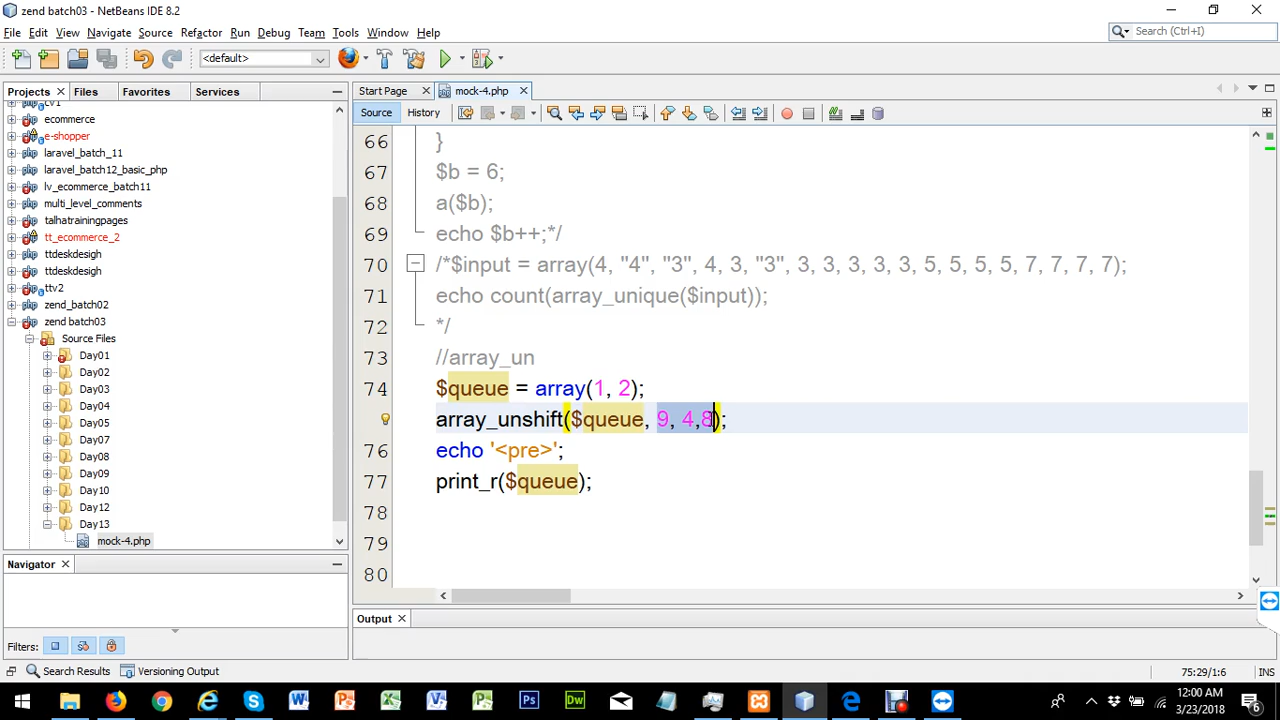 zend batch03 - NetBeans IDE 8.2
File Edit View Navigate Source Refactor Run Debug Team Tools Window Help
Search (Ctrl+I)
<default>
Projects Files Favorites Services
Start Page mock-4.php
Source History
cv1
ecommerce
e-shopper
laravel_batch_11
laravel_batch12_basic_php
lv_ecommerce_batch11
multi_level_comments
talhatrainingpages
tt_ecommerce_2
ttdeskdesigh
ttdeskdesigh
ttv2
zend_batch02
zend batch03
Source Files
Day01
Day02
Day03
Day04
Day05
Day06
Day07
Day08
Day09
Day10
Day12
Day13
mock-4.php
66 }
67 $b = 6;
68 a($b);
69 echo $b++;*/
70 /*$input = array(4, "4", "3", 4, 3, "3", 3, 3, 3, 3, 3, 5, 5, 5, 5, 7, 7, 7, 7);
71 echo count(array_unique($input));
72 */
73 //array_un
74 $queue = array(1, 2);
75 array_unshift($queue, 9, 4,8);
76 echo '<pre>';
77 print_r($queue);
78
79
80
Navigator
Filters:
Output
Search Results Versioning Output
75:29/1:6 INS
12:00 AM
3/23/2018
6